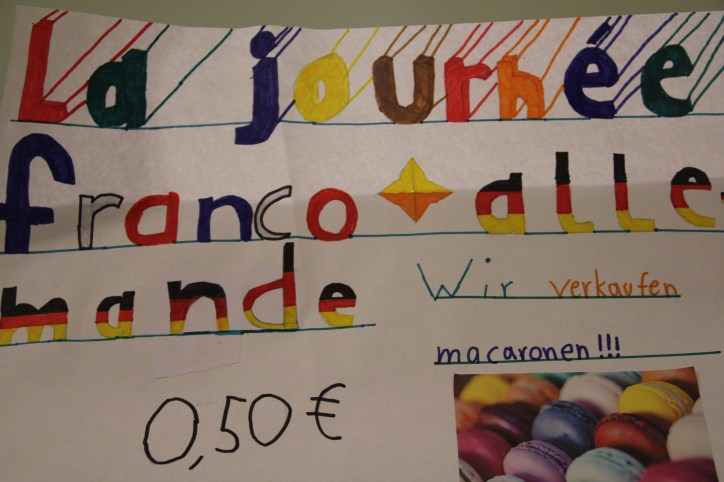 La journée
franco alle-
mande
Wir verkaufen
macaronen!!!
0,50€